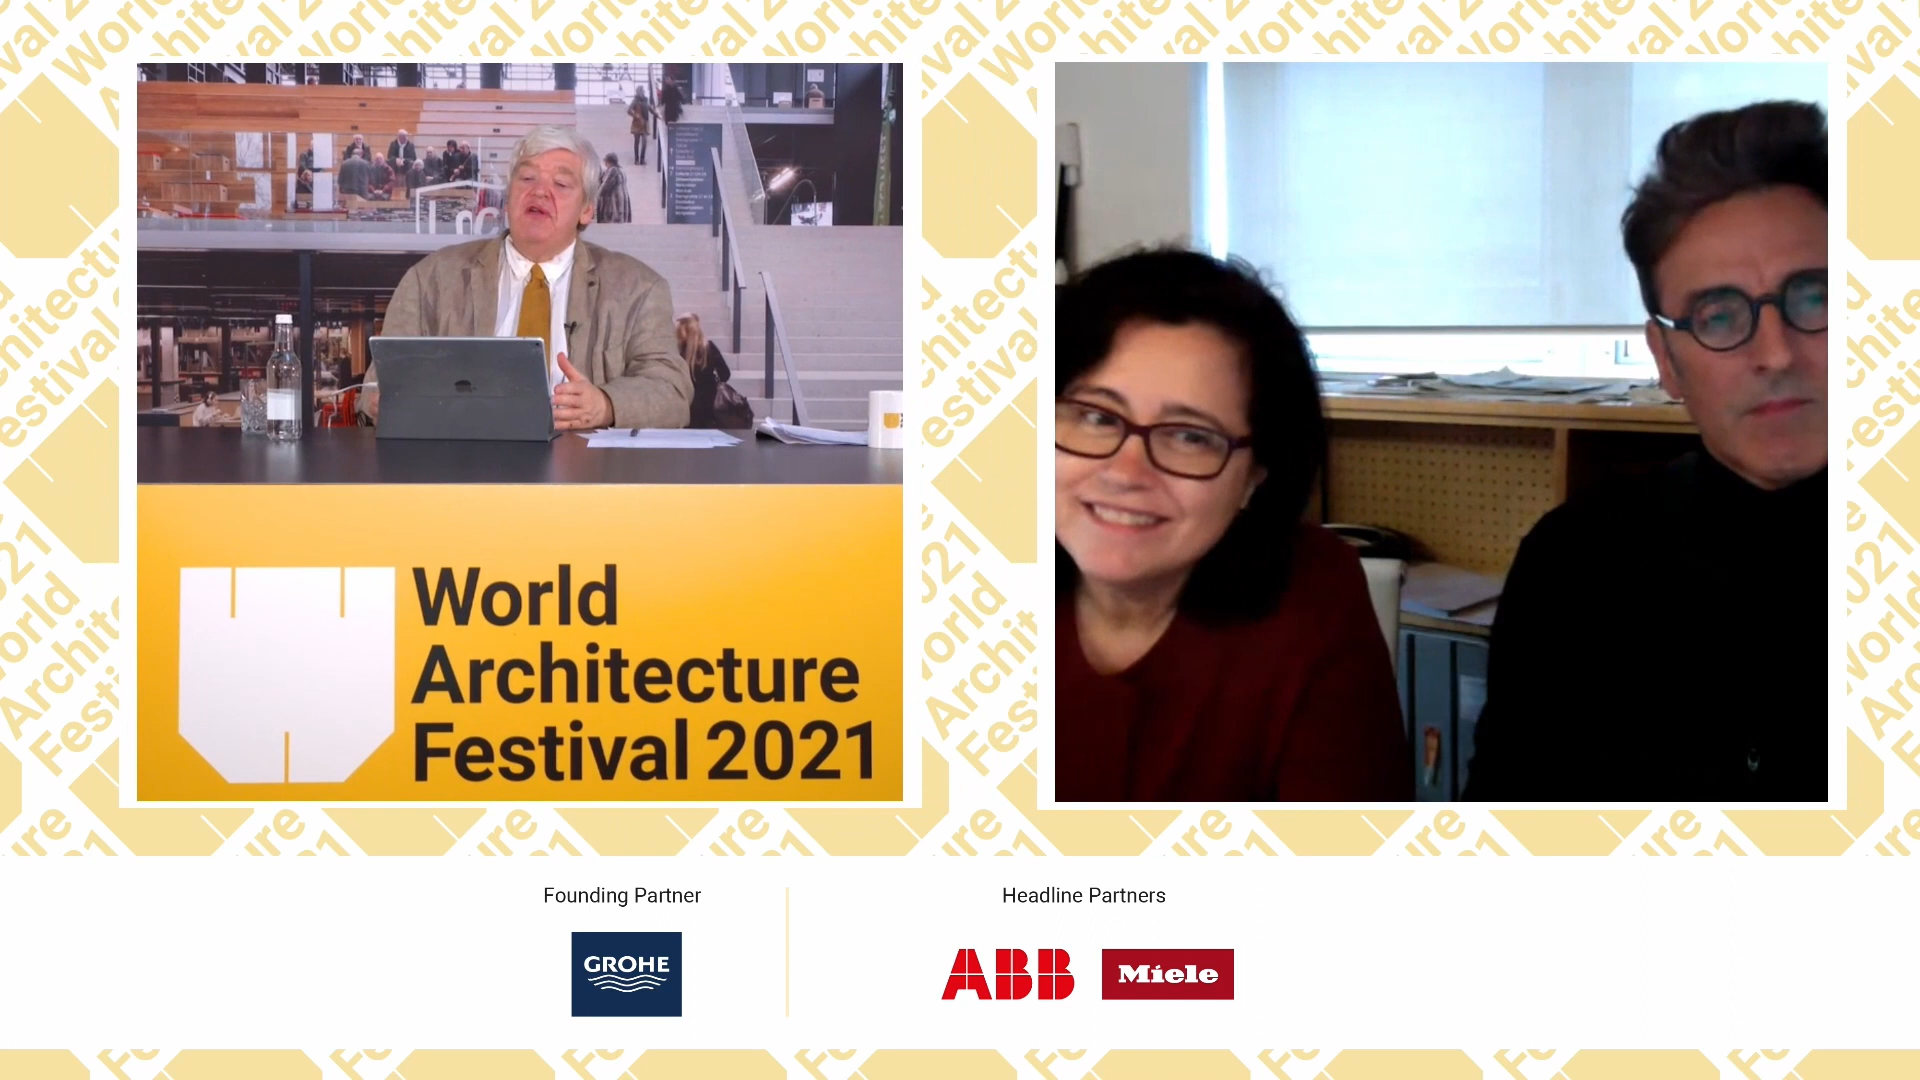 World
Architecture
Festival 2021
Founding Partner
Headline Partners
GROHE
ABB
Miele